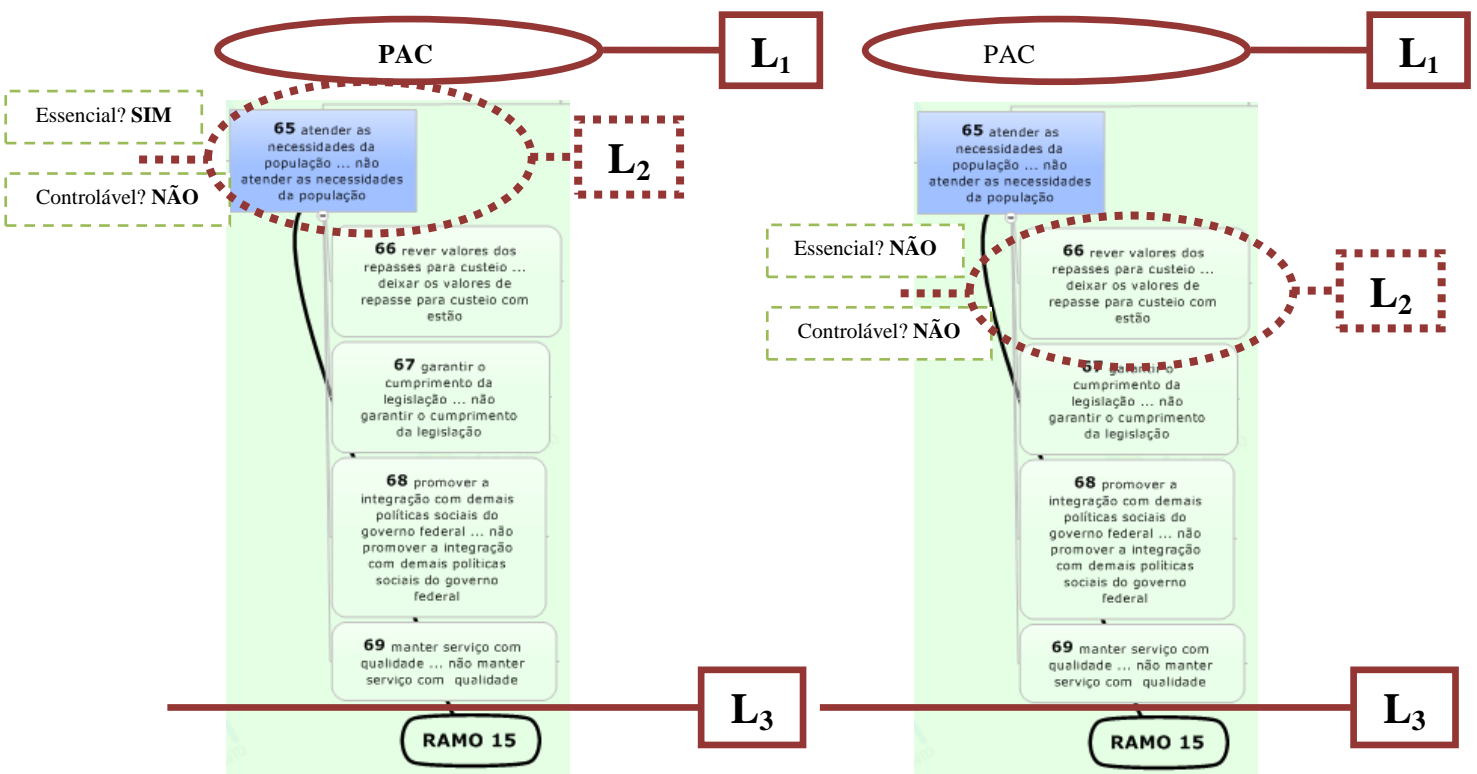 PAC
L1
Essencial? SIM
Controlável? NÃO
L2
65 atender as
necessidades da
população ... não
atender as necessidades
da população
66 rever valores dos
repasses para custeio ...
deixar os valores de
repasse para custeio com
estão
67 garantir o
cumprimento da
legislação ... não
garantir o cumprimento
da legislação
68 promover a
integração com demais
políticas sociais do
governo federal ... não
promover a integração
com demais políticas
sociais do governo
federal
69 manter serviço com
qualidade ... não manter
serviço com qualidade
L3
RAMO 15
PAC
L1
65 atender as
necessidades da
população ... não
atender as necessidades
da população
Essencial? NÃO
Controlável? NÃO
L2
66 rever valores dos
repasses para custeio ...
deixar os valores de
repasse para custeio com
estão
67 garantir o
cumprimento da
legislação ... não
garantir o cumprimento
da legislação
68 promover a
integração com demais
políticas sociais do
governo federal ... não
promover a integração
com demais políticas
sociais do governo
federal
69 manter serviço com
qualidade ... não manter
serviço com qualidade
L3
RAMO 15